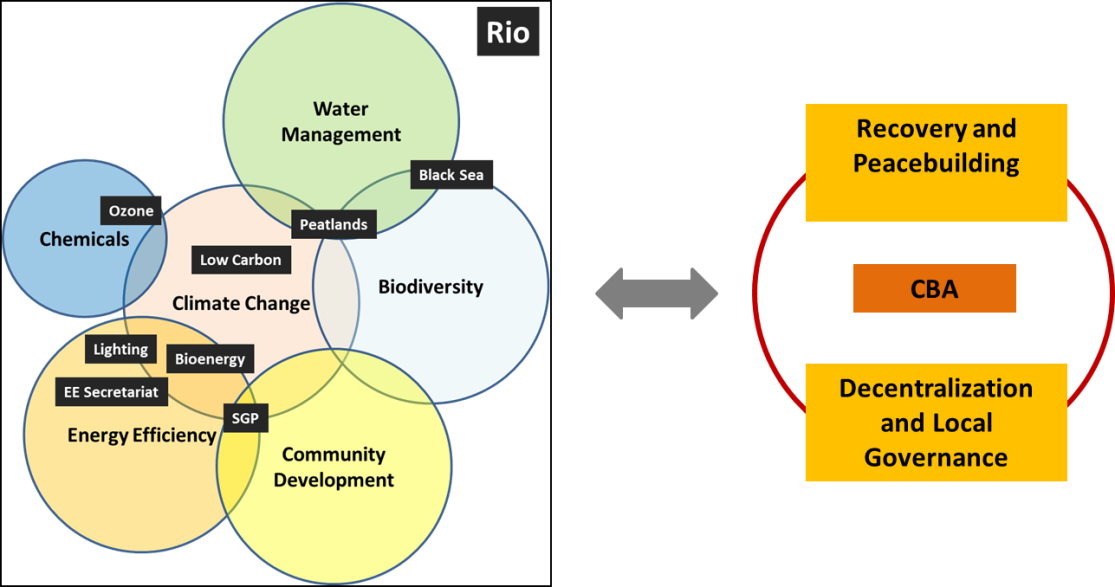 Rio
Water
Management
Black Sea
Ozone
Peatlands
Chemicals
Low Carbon
Climate Change
Biodiversity
Lighting
Bioenergy
EE Secretariat
SGP
Energy Efficiency
Community
Development
Recovery and
Peacebuilding
CBA
Decentralization
and Local
Governance